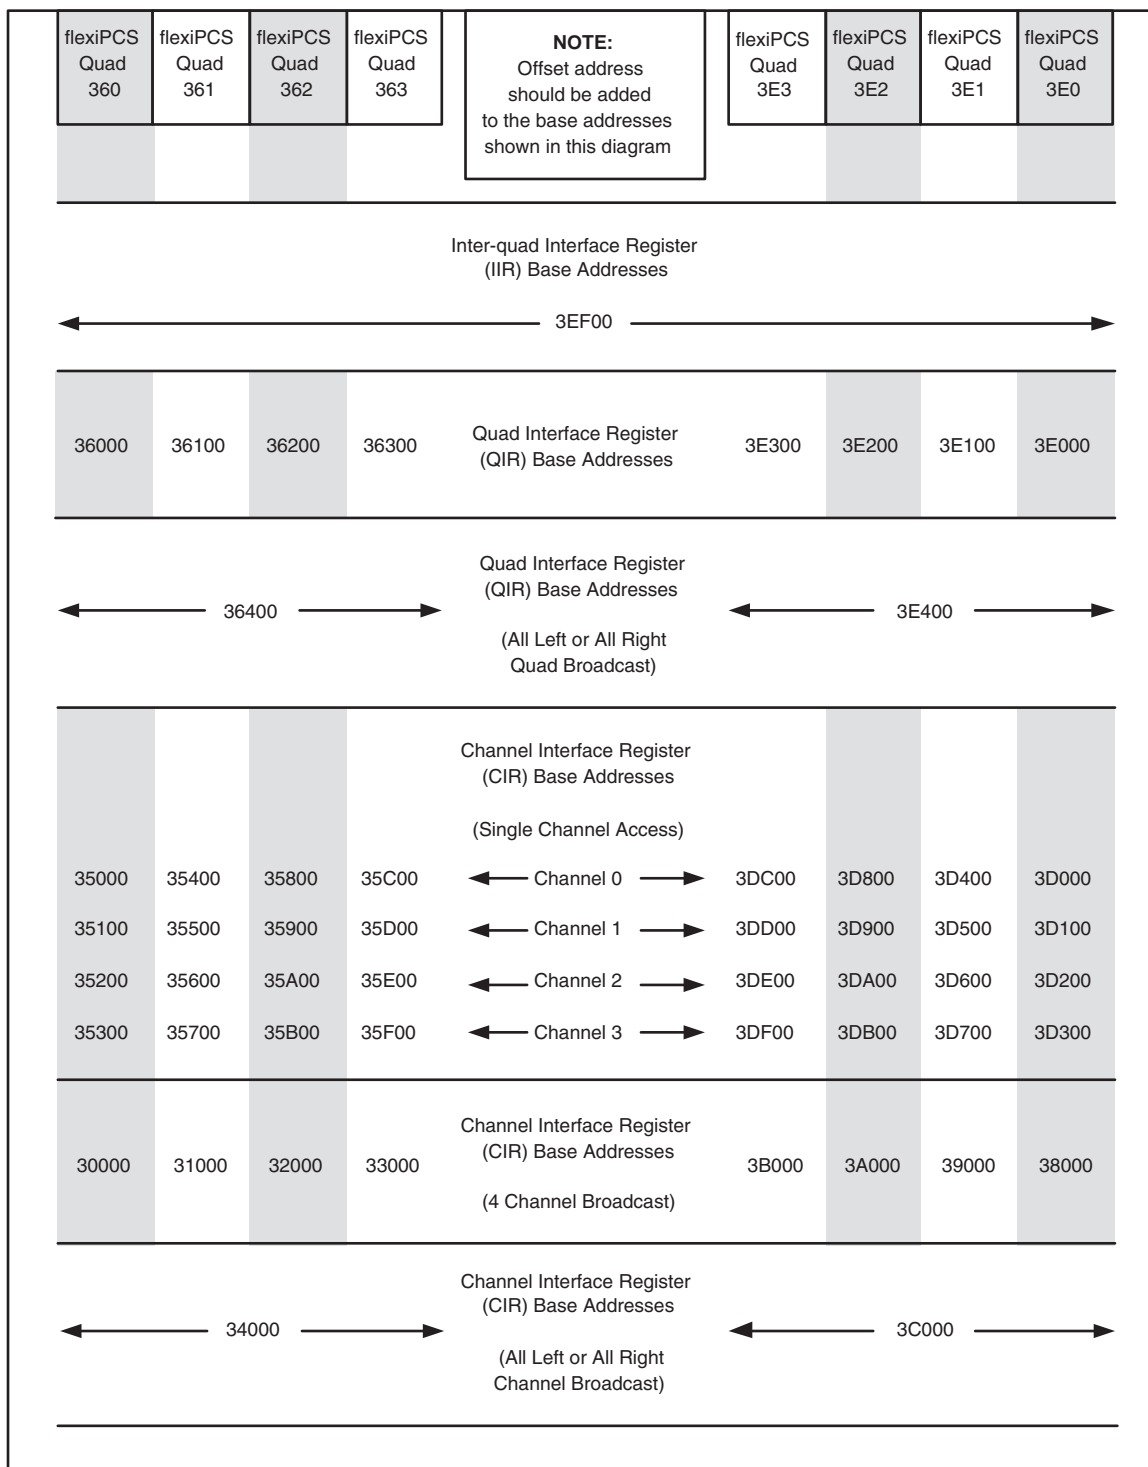 flexiPCS Quad 360
flexiPCS Quad 361
flexiPCS Quad 362
flexiPCS Quad 363
NOTE:
Offset address
should be added
to the base addresses
shown in this diagram
flexiPCS Quad 3E3
flexiPCS Quad 3E2
flexiPCS Quad 3E1
flexiPCS Quad 3E0
Inter-quad Interface Register
(IIR) Base Addresses
3EF00
36000 36100 36200 36300
Quad Interface Register
(QIR) Base Addresses
3E300 3E200 3E100 3E000
Quad Interface Register
(QIR) Base Addresses
36400 3E400
(All Left or All Right
Quad Broadcast)
Channel Interface Register
(CIR) Base Addresses
(Single Channel Access)
35000 35400 35800 35C00 Channel 0 3DC00 3D800 3D400 3D000
35100 35500 35900 35D00 Channel 1 3DD00 3D900 3D500 3D100
35200 35600 35A00 35E00 Channel 2 3DE00 3DA00 3D600 3D200
35300 35700 35B00 35F00 Channel 3 3DF00 3DB00 3D700 3D300
Channel Interface Register
(CIR) Base Addresses
30000 31000 32000 33000 3B000 3A000 39000 38000
(4 Channel Broadcast)
Channel Interface Register
(CIR) Base Addresses
34000 3C000
(All Left or All Right
Channel Broadcast)